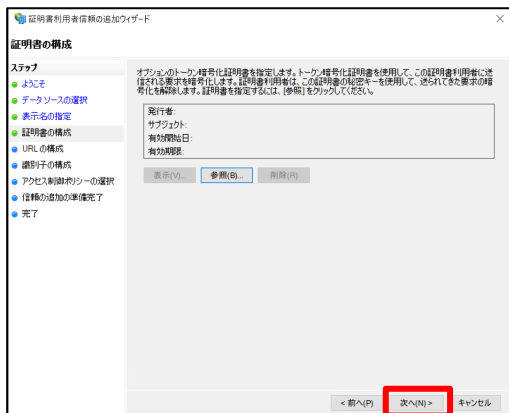 証明書利用者信頼の追加ウィザード
証明書の構成
ステップ
ようこそ
データ ソースの選択
表示名の指定
証明書の構成
URL の構成
識別子の構成
アクセス制御ポリシーの選択
信頼の追加の準備完了
完了
オプションのトークン暗号化証明書を指定します。トークン暗号化証明書を使用して、この証明書利用者に送
信される要求を暗号化します。証明書利用者は、この証明書の秘密キーを使用して、送られてきた要求の暗
号化を解除します。証明書を指定するには、[参照] をクリックしてください。
発行者:
サブジェクト:
有効開始日:
有効期限:
表示(V)... 参照(B)... 削除(R)
< 前へ(P) 次へ(N) > キャンセル